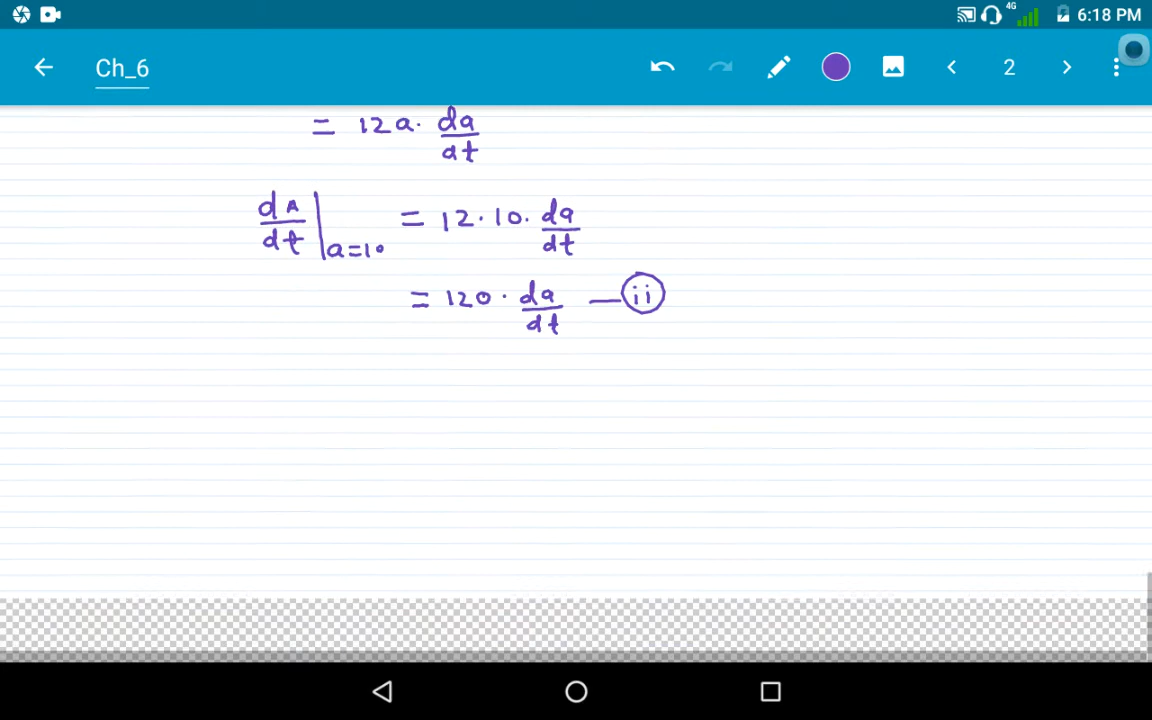 4G 6:18 PM
Ch_6 2
= 12a · da/dt
dA/dt |a=10 = 12 · 10 · da/dt
= 120 · da/dt — ii